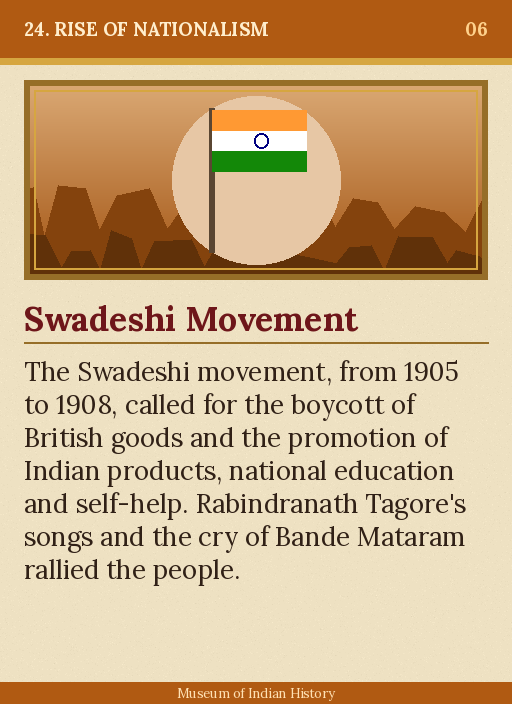 24. RISE OF NATIONALISM 06
Swadeshi Movement
The Swadeshi movement, from 1905
to 1908, called for the boycott of
British goods and the promotion of
Indian products, national education
and self-help. Rabindranath Tagore's
songs and the cry of Bande Mataram
rallied the people.
Museum of Indian History